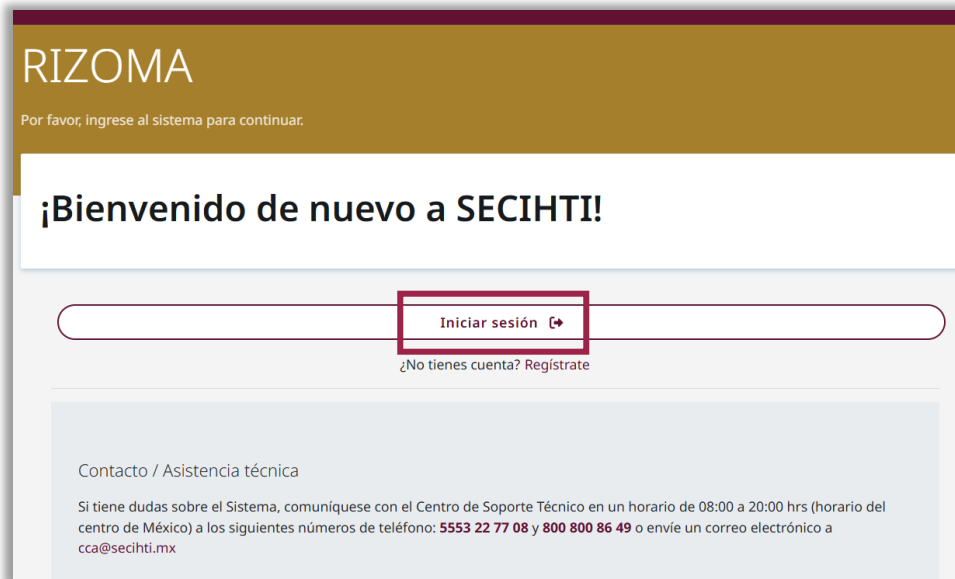 RIZOMA
Por favor, ingrese al sistema para continuar.
¡Bienvenido de nuevo a SECIHTI!
Iniciar sesión
¿No tienes cuenta? Regístrate
Contacto / Asistencia técnica
Si tiene dudas sobre el Sistema, comuníquese con el Centro de Soporte Técnico en un horario de 08:00 a 20:00 hrs (horario del
centro de México) a los siguientes números de teléfono: 5553 22 77 08 y 800 800 86 49 o envíe un correo electrónico a
cca@secihti.mx